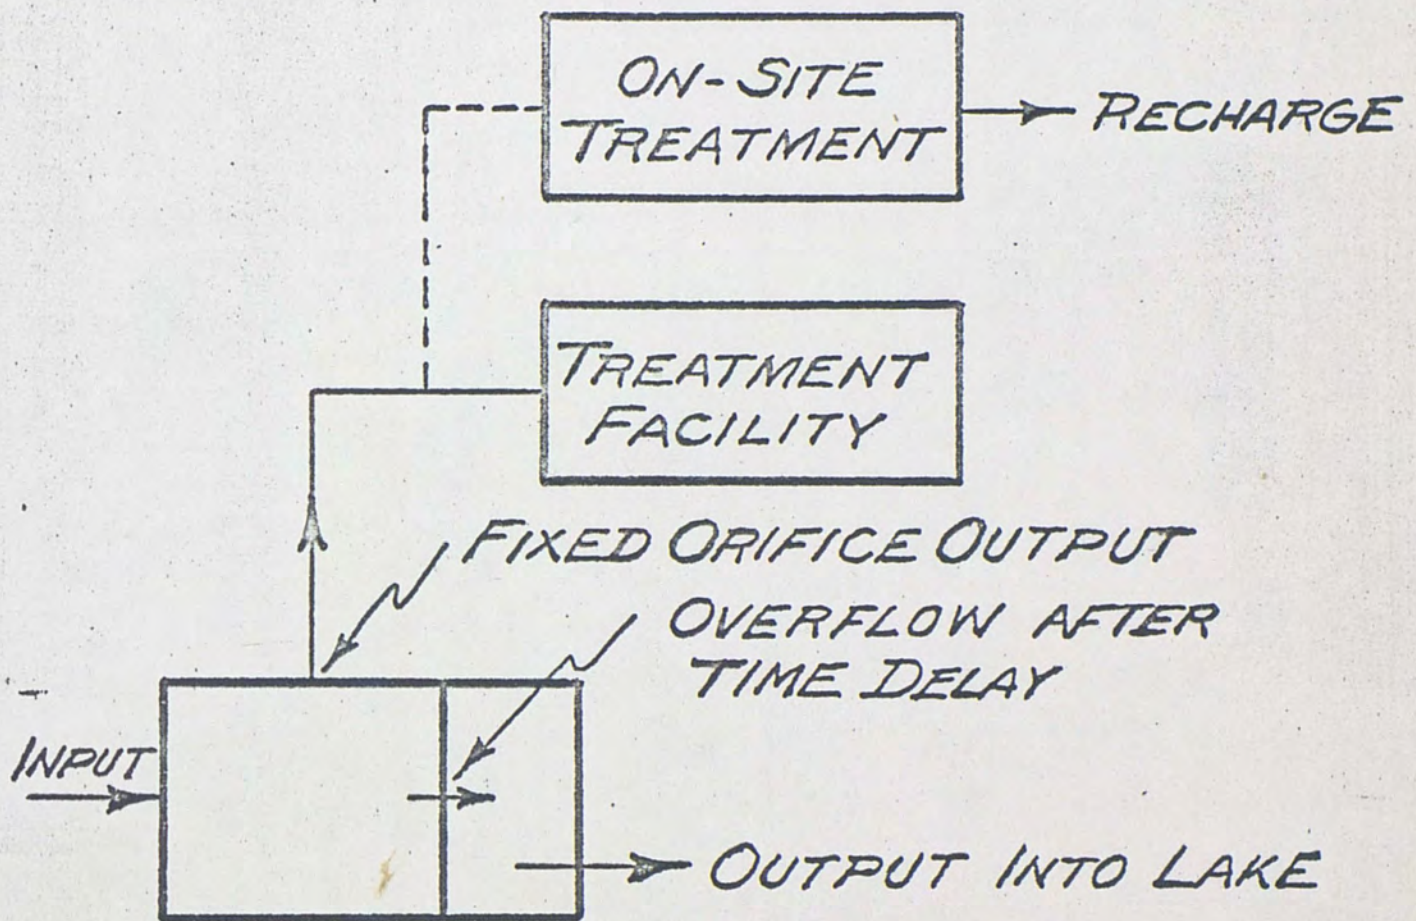 ON-SITE
TREATMENT
RECHARGE
TREATMENT
FACILITY
FIXED ORIFICE OUTPUT
OVERFLOW AFTER
TIME DELAY
INPUT
OUTPUT INTO LAKE